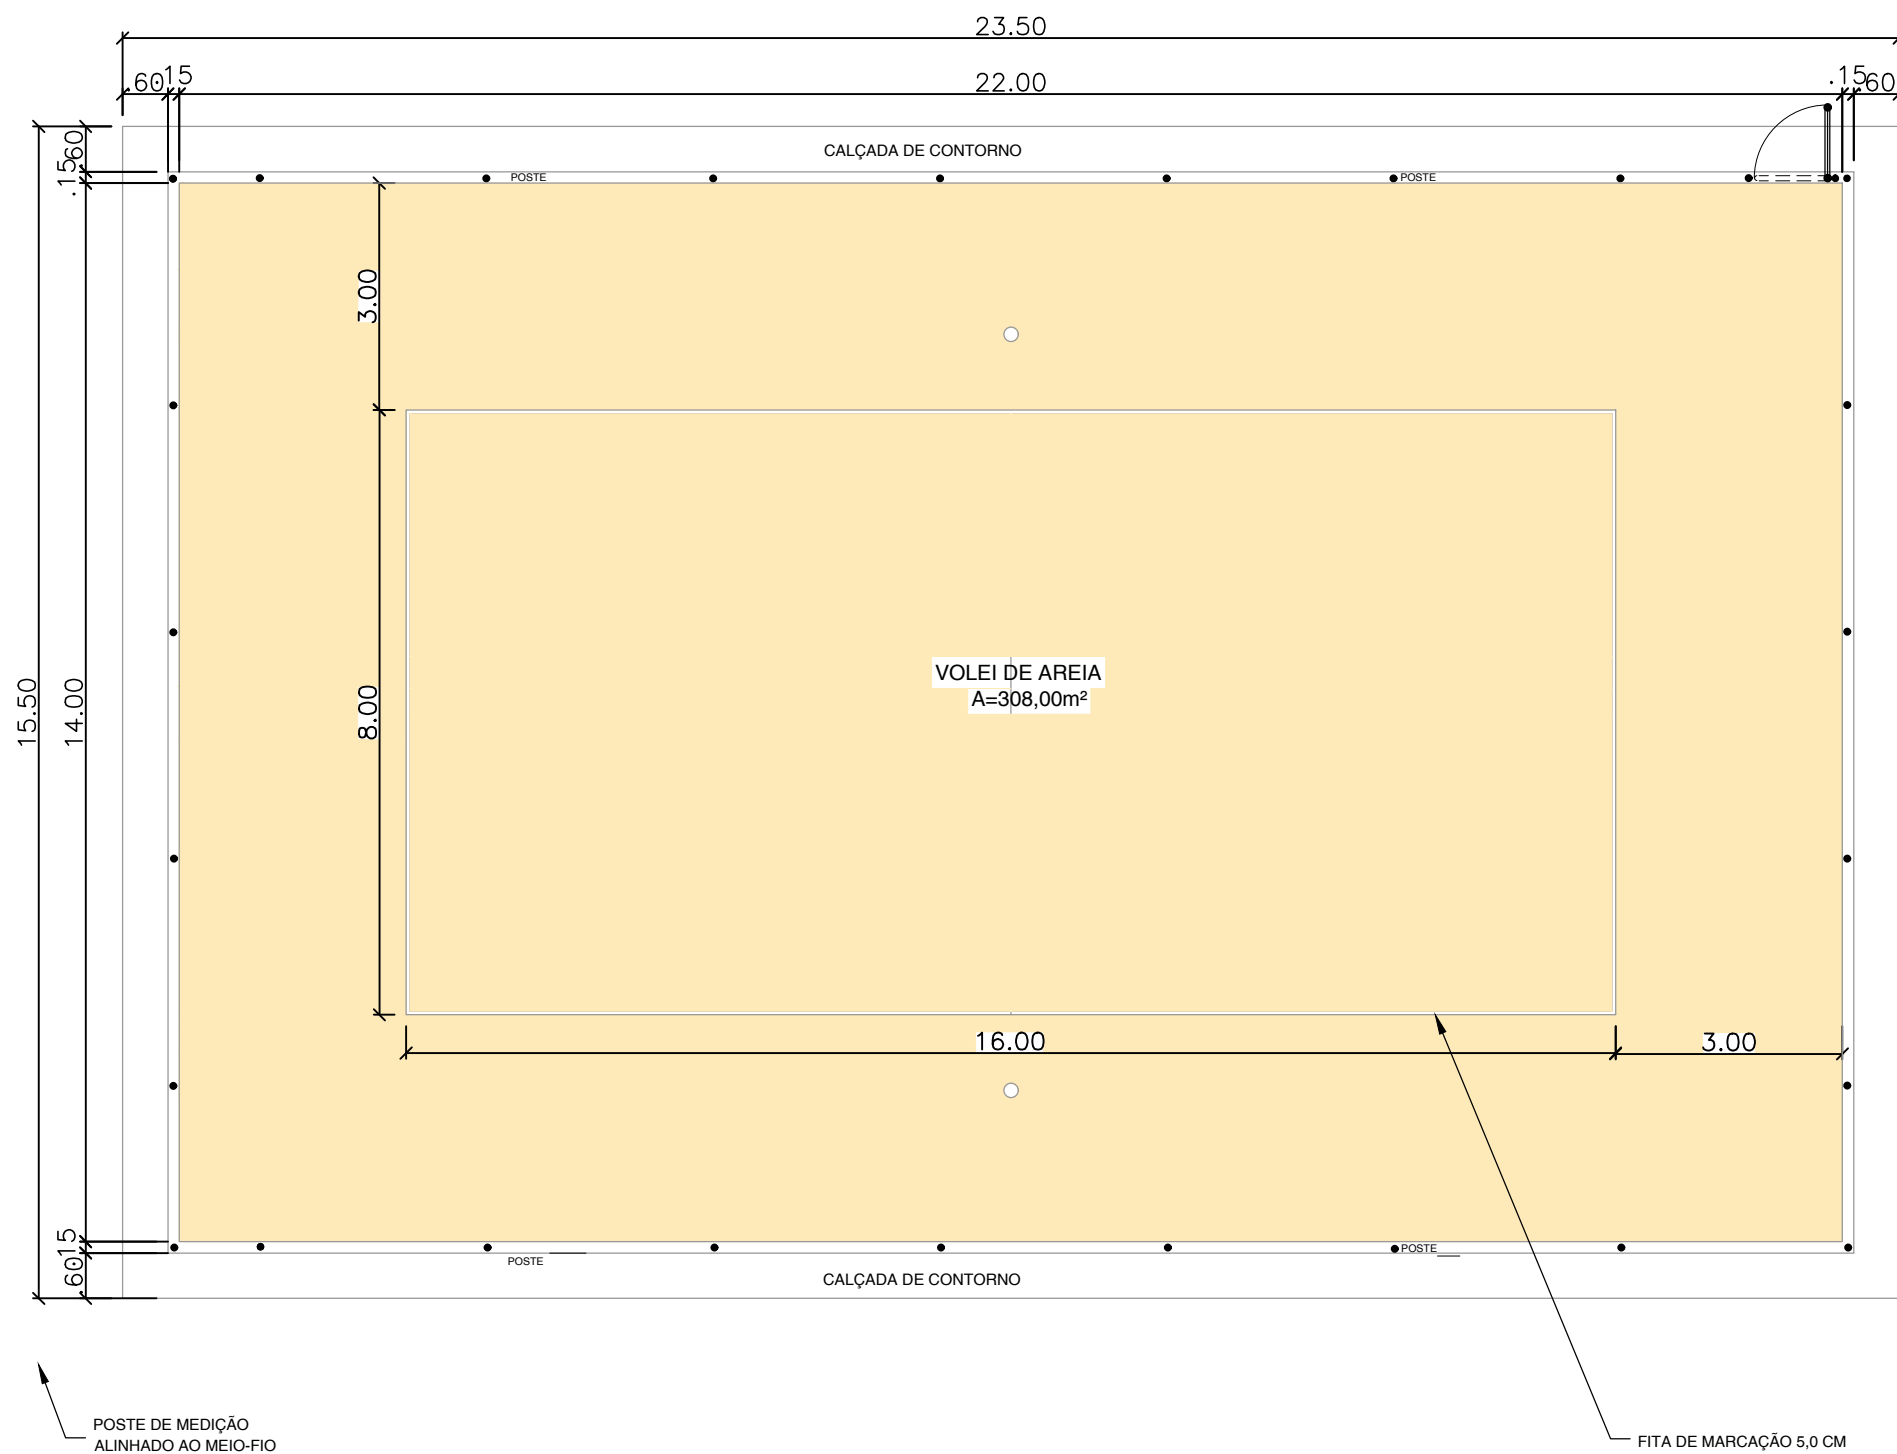 23.50
.60
.15
22.00
.15
.60
.60
.15
CALÇADA DE CONTORNO
POSTE
POSTE
3.00
15.50
14.00
8.00
VOLEI DE AREIA
A=308,00m²
16.00
3.00
.15
.60
POSTE
POSTE
CALÇADA DE CONTORNO
POSTE DE MEDIÇÃO
ALINHADO AO MEIO-FIO
FITA DE MARCAÇÃO 5,0 CM